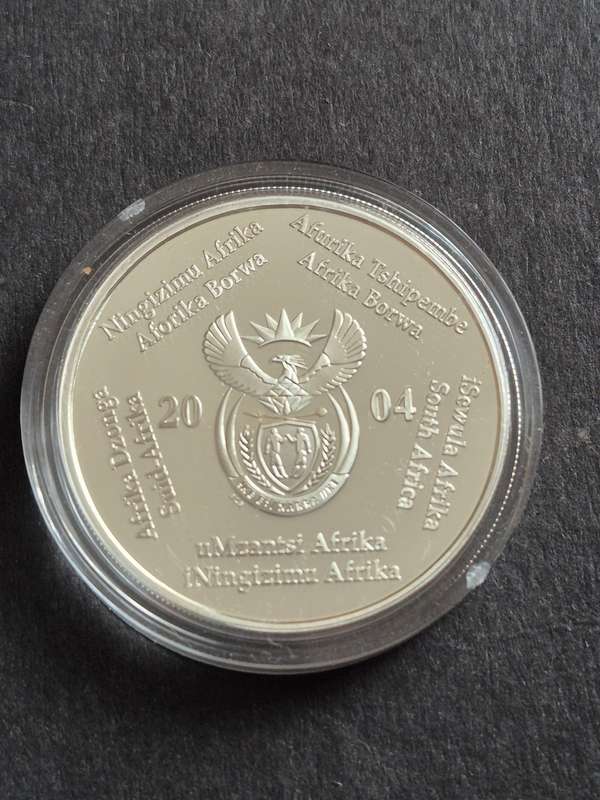 Ningizimu Afrika
Aforika Borwa
Afurika Tshipembe
Afrika Borwa
iSewula Afrika
South Africa
uMzantsi Afrika
iNingizimu Afrika
Afrika Dzonga
Suid-Afrika
20 04